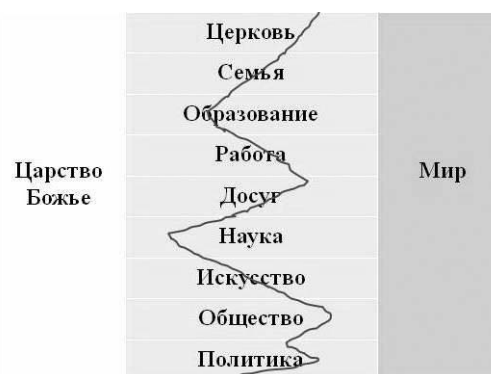 Церковь
Семья
Образование
Работа
Царство
Божье
Мир
Досуг
Наука
Искусство
Общество
Политика